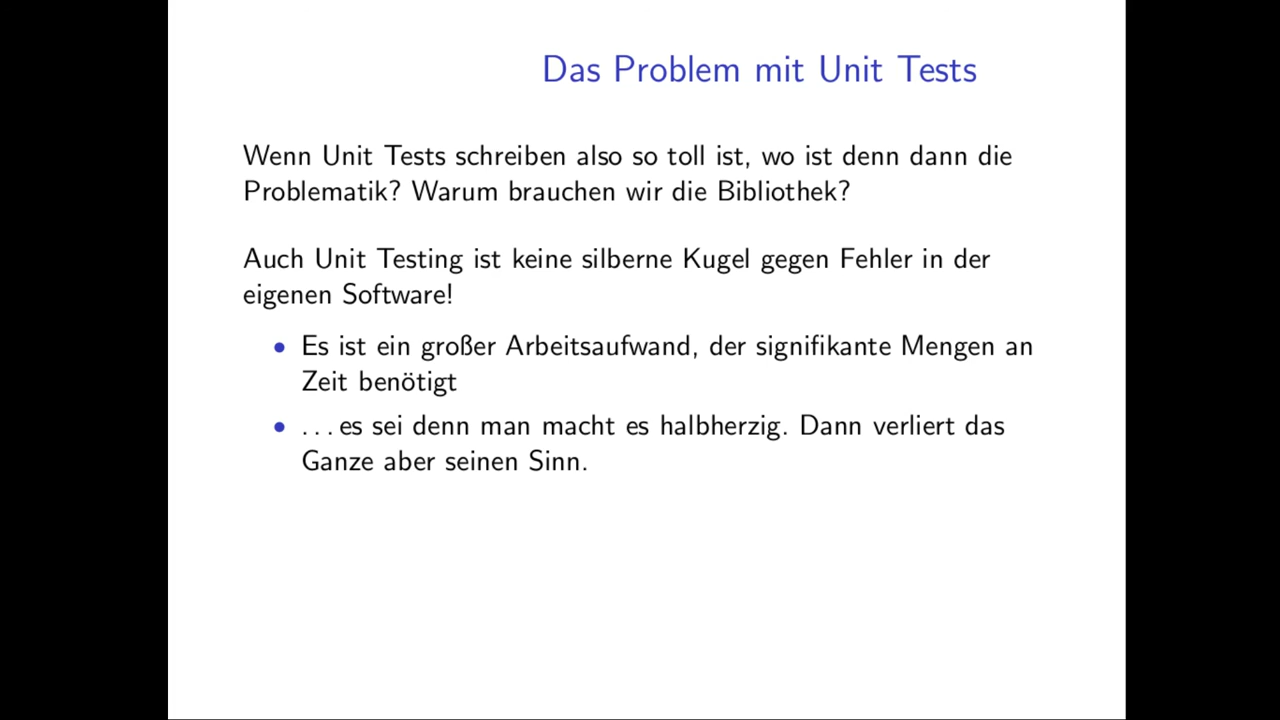 Das Problem mit Unit Tests
Wenn Unit Tests schreiben also so toll ist, wo ist denn dann die
Problematik? Warum brauchen wir die Bibliothek?
Auch Unit Testing ist keine silberne Kugel gegen Fehler in der
eigenen Software!
• Es ist ein großer Arbeitsaufwand, der signifikante Mengen an
Zeit benötigt
• ...es sei denn man macht es halbherzig. Dann verliert das
Ganze aber seinen Sinn.